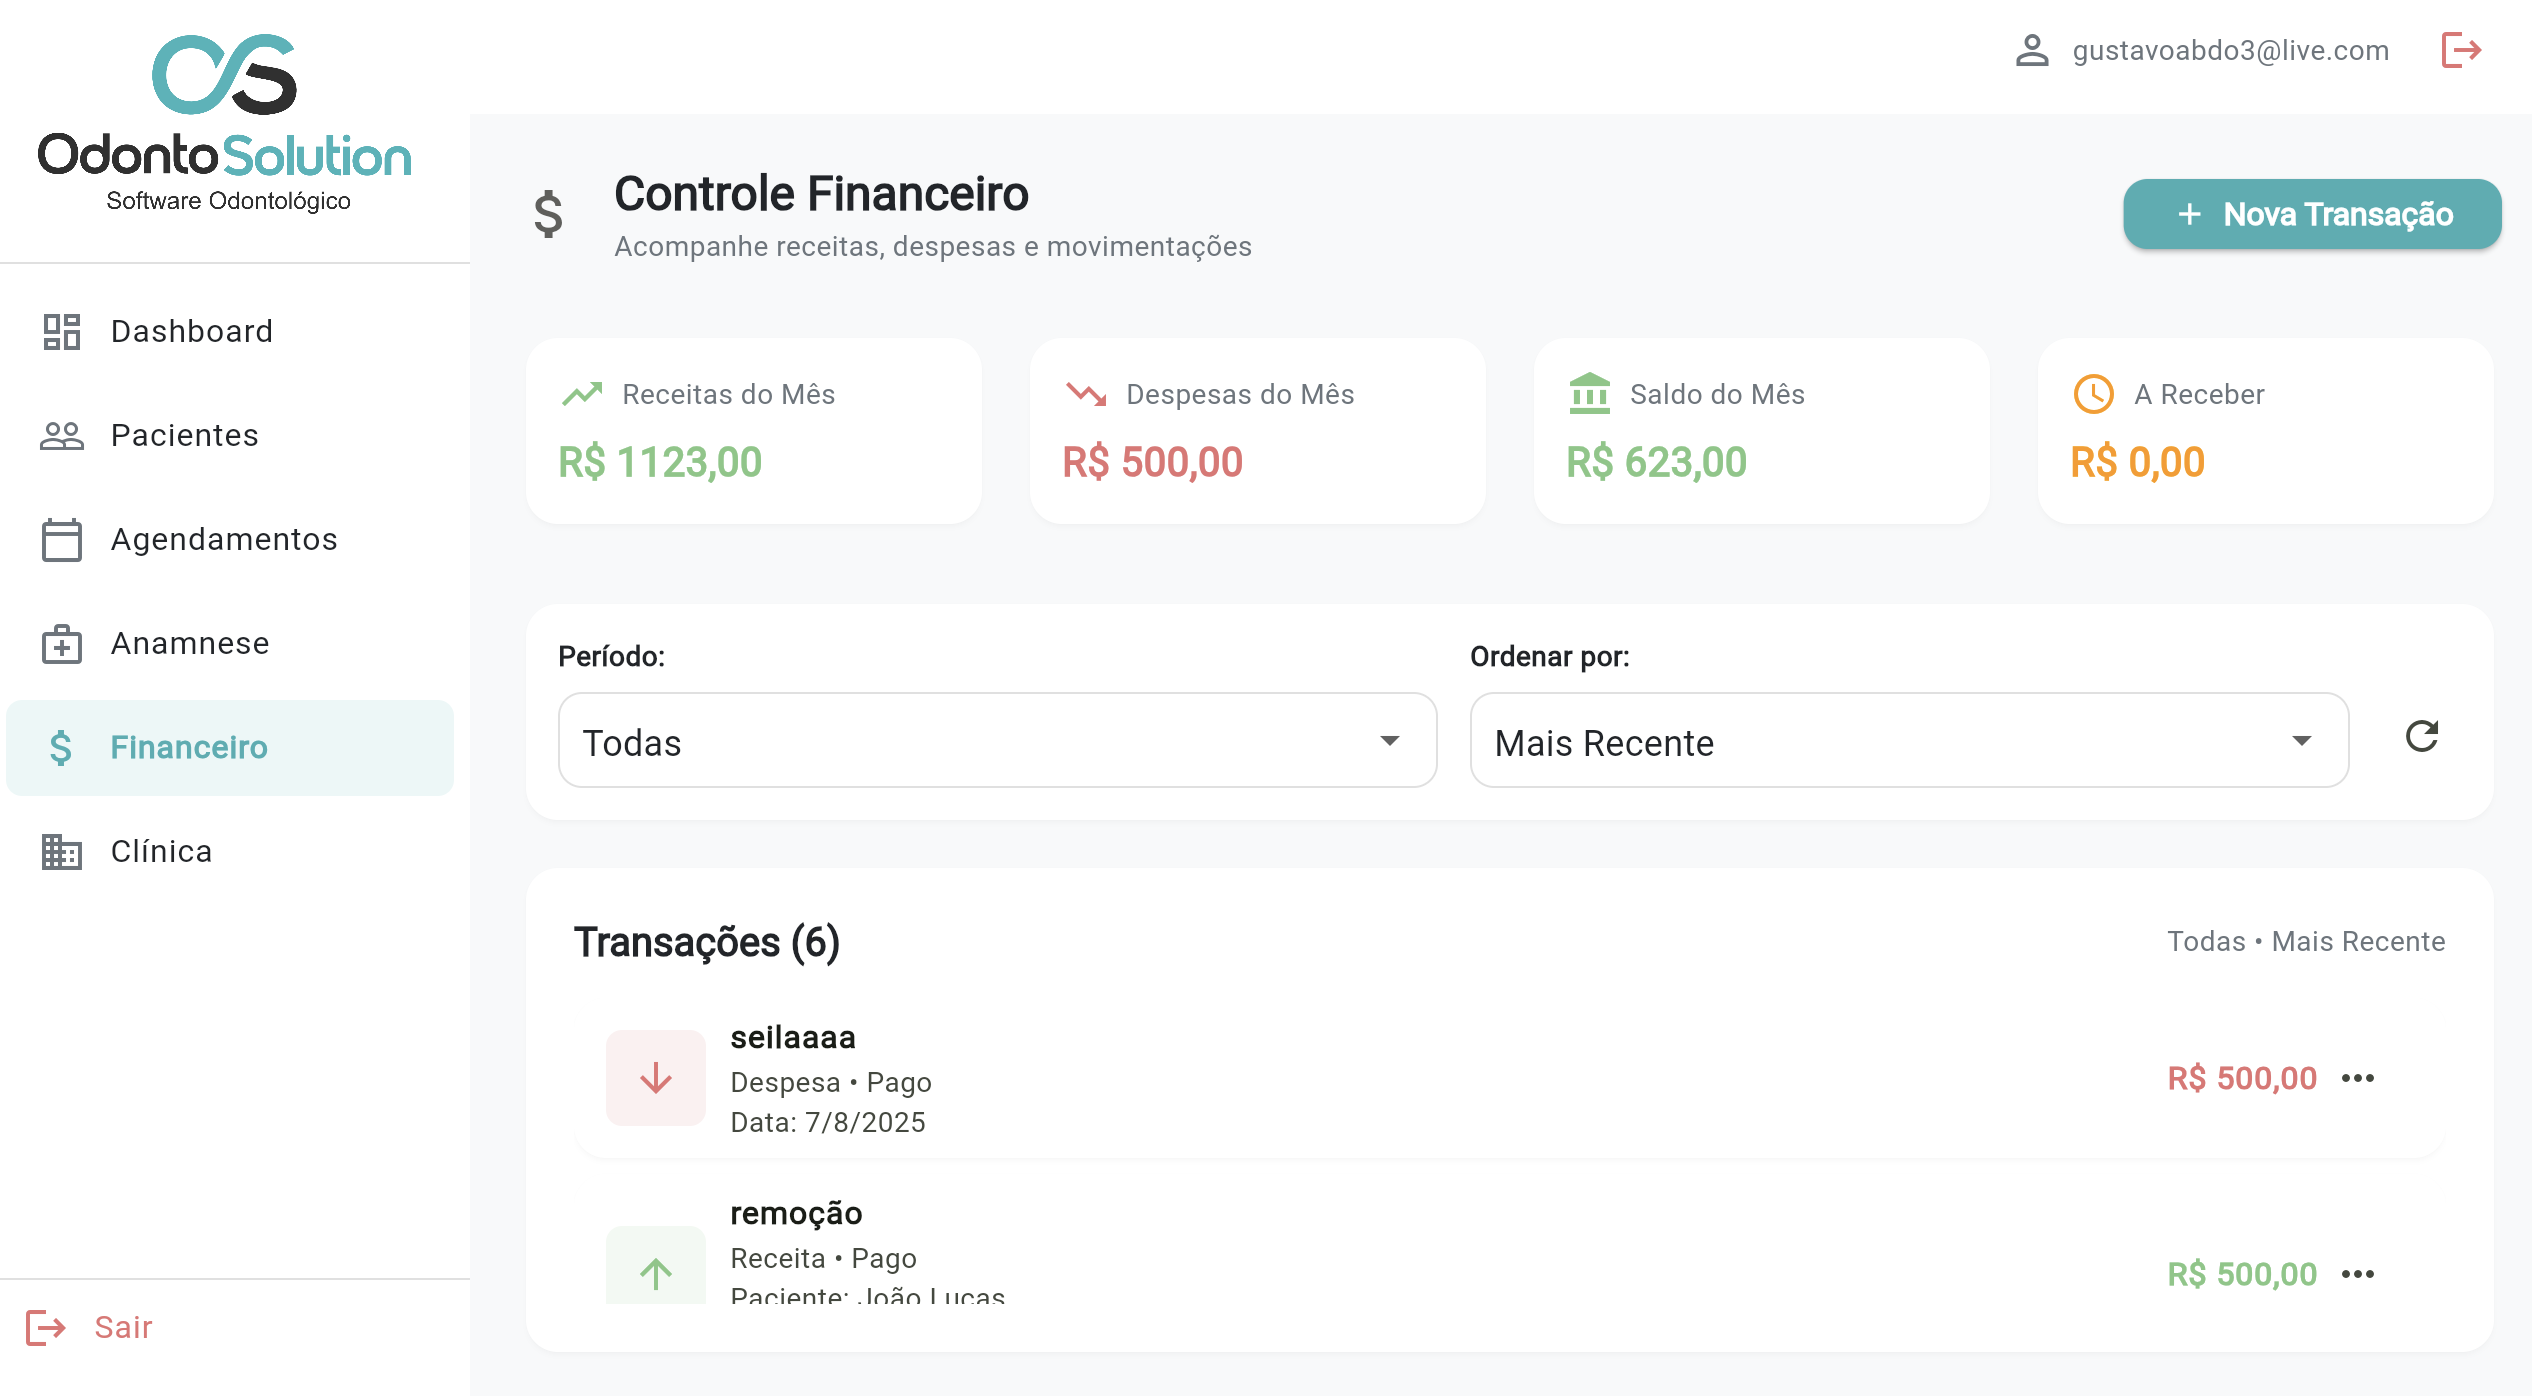 OdontoSolution
Software Odontológico
gustavoabdo3@live.com
Dashboard
Pacientes
Agendamentos
Anamnese
Financeiro
Clínica
Sair
Controle Financeiro
Acompanhe receitas, despesas e movimentações
+ Nova Transação
Receitas do Mês
R$ 1123,00
Despesas do Mês
R$ 500,00
Saldo do Mês
R$ 623,00
A Receber
R$ 0,00
Período:
Todas
Ordenar por:
Mais Recente
Transações (6)
Todas • Mais Recente
seilaaaa
Despesa • Pago
Data: 7/8/2025
R$ 500,00
remoção
Receita • Pago
Paciente: João Lucas
R$ 500,00